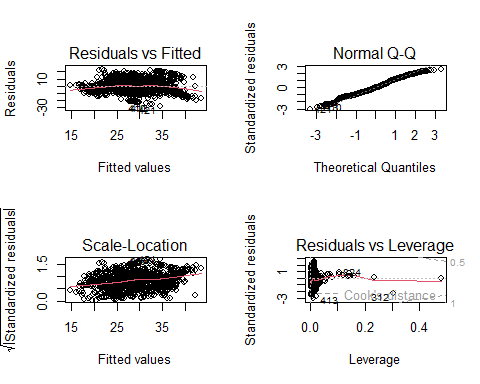 Residuals vs Fitted
Residuals
-30
10
15
25
35
Fitted values
Normal Q-Q
Standardized residuals
-3
0
3
-3
-1
1
2
3
Theoretical Quantiles
Scale-Location
√|Standardized residuals|
0.0
1.5
15
25
35
Fitted values
Residuals vs Leverage
Standardized residuals
-3
1
413
312
Cook's distance
0.5
1
0.0
0.2
0.4
Leverage